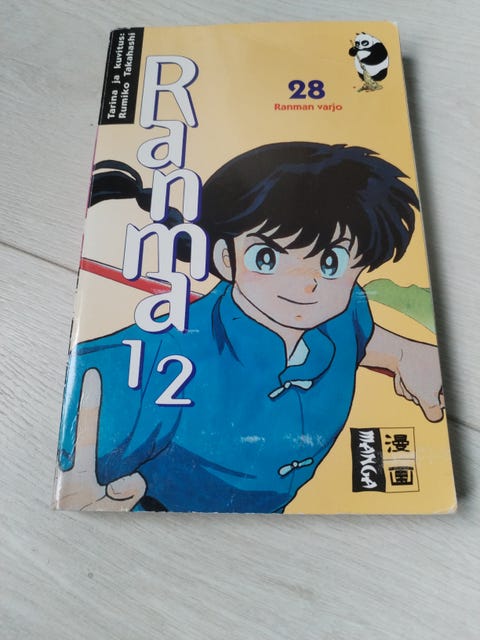 Tarina ja kuvitus:
Rumiko Takahashi
Ranma
1 2
28
Ranman varjo
漫画
MANGA